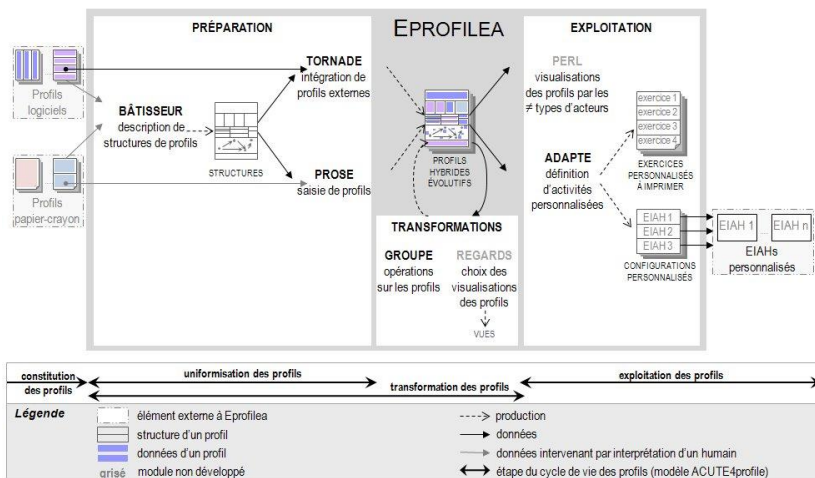 PRÉPARATION
EPROFILEA
EXPLOITATION
Profils
logiciels
Profils
papier-crayon
BÂTISSEUR
description de
structures de profils
STRUCTURES
TORNADE
intégration de
profils externes
PROSE
saisie de profils
PROFILS
HYBRIDES
ÉVOLUTIFS
TRANSFORMATIONS
GROUPE
opérations
sur les profils
REGARDS
choix des
visualisations
des profils
VUES
PERL
visualisations
des profils par les
≠ types d'acteurs
ADAPTE
définition
d'activités
personnalisées
exercice 1
exercice 2
exercice 3
exercice 4
EXERCICES
PERSONNALISÉS
À IMPRIMER
EIAH 1
EIAH 2
EIAH 3
CONFIGURATIONS
PERSONNALISÉS
EIAH 1 ... EIAH n
EIAHs
personnalisés
constitution
des profils
uniformisation des profils
transformation des profils
exploitation des profils
Légende
élément externe à Eprofilea
structure d'un profil
données d'un profil
grisé module non développé
production
données
données intervenant par interprétation d'un humain
étape du cycle de vie des profils (modèle ACUTE4profile)